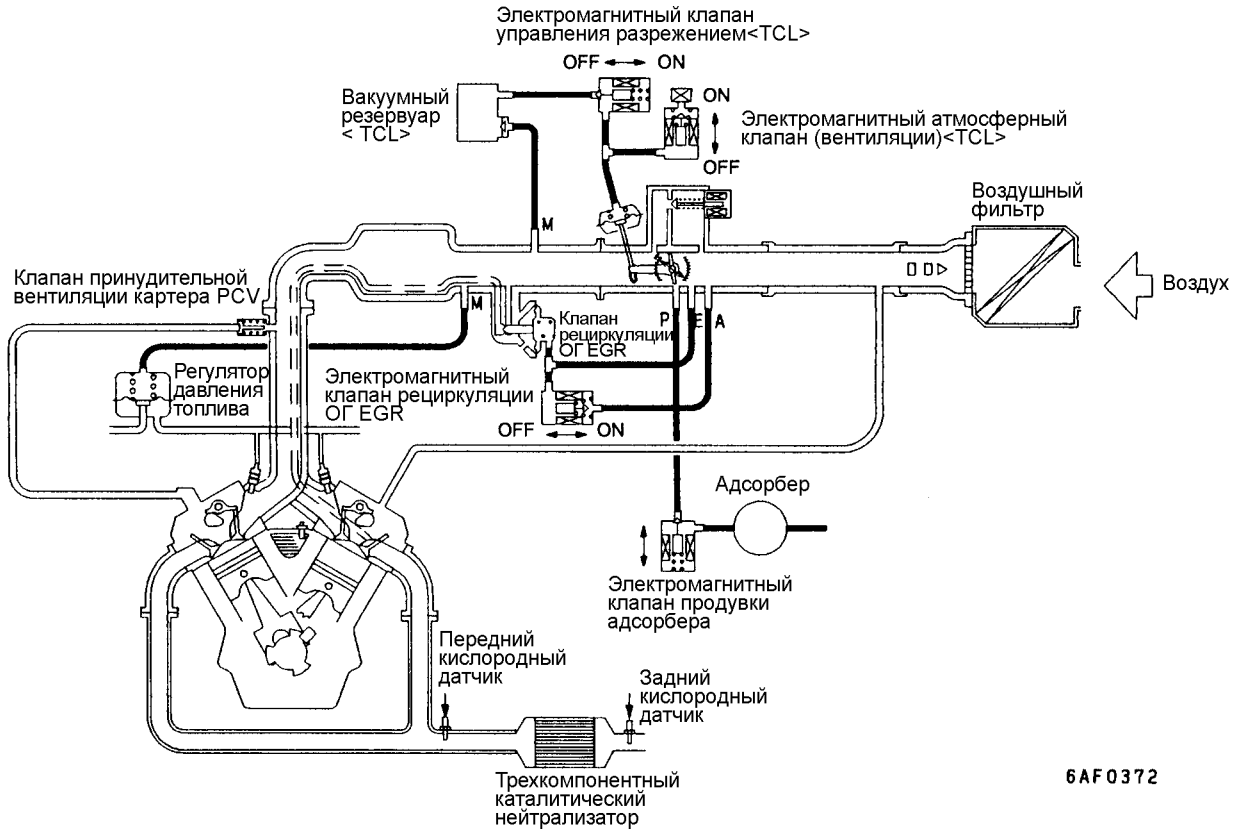 Электромагнитный клапан
управления разрежением<TCL>
OFF ON
Вакуумный
резервуар
< TCL>
ON
Электромагнитный атмосферный
клапан (вентиляции)<TCL>
OFF
Воздушный
фильтр
M
Клапан принудительной
вентиляции картера PCV
Воздух
M
P E A
Клапан
рециркуляции
ОГ EGR
Регулятор
давления
топлива
Электромагнитный
клапан рециркуляции
ОГ EGR
OFF ON
Адсорбер
Электромагнитный
клапан продувки
адсорбера
Передний
кислородный
датчик
Задний
кислородный
датчик
Трехкомпонентный
каталитический
нейтрализатор
6AF0372